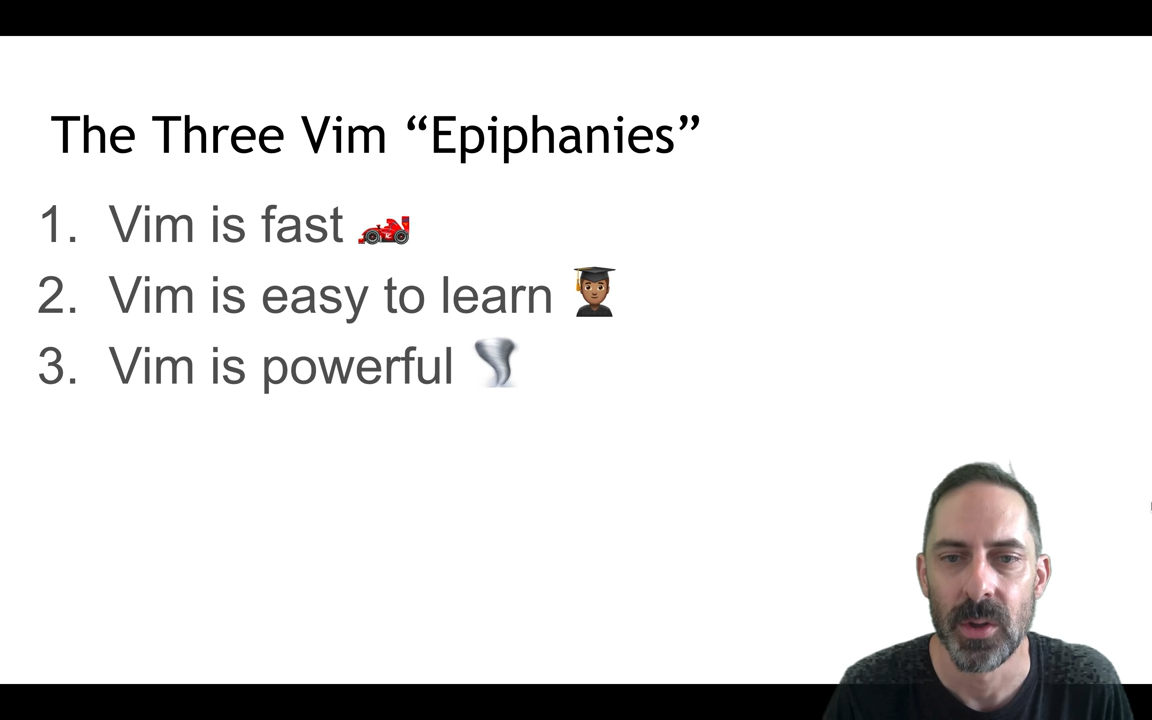 The Three Vim “Epiphanies”
1. Vim is fast 🏎️
2. Vim is easy to learn 👨🏾‍🎓
3. Vim is powerful 🌪️